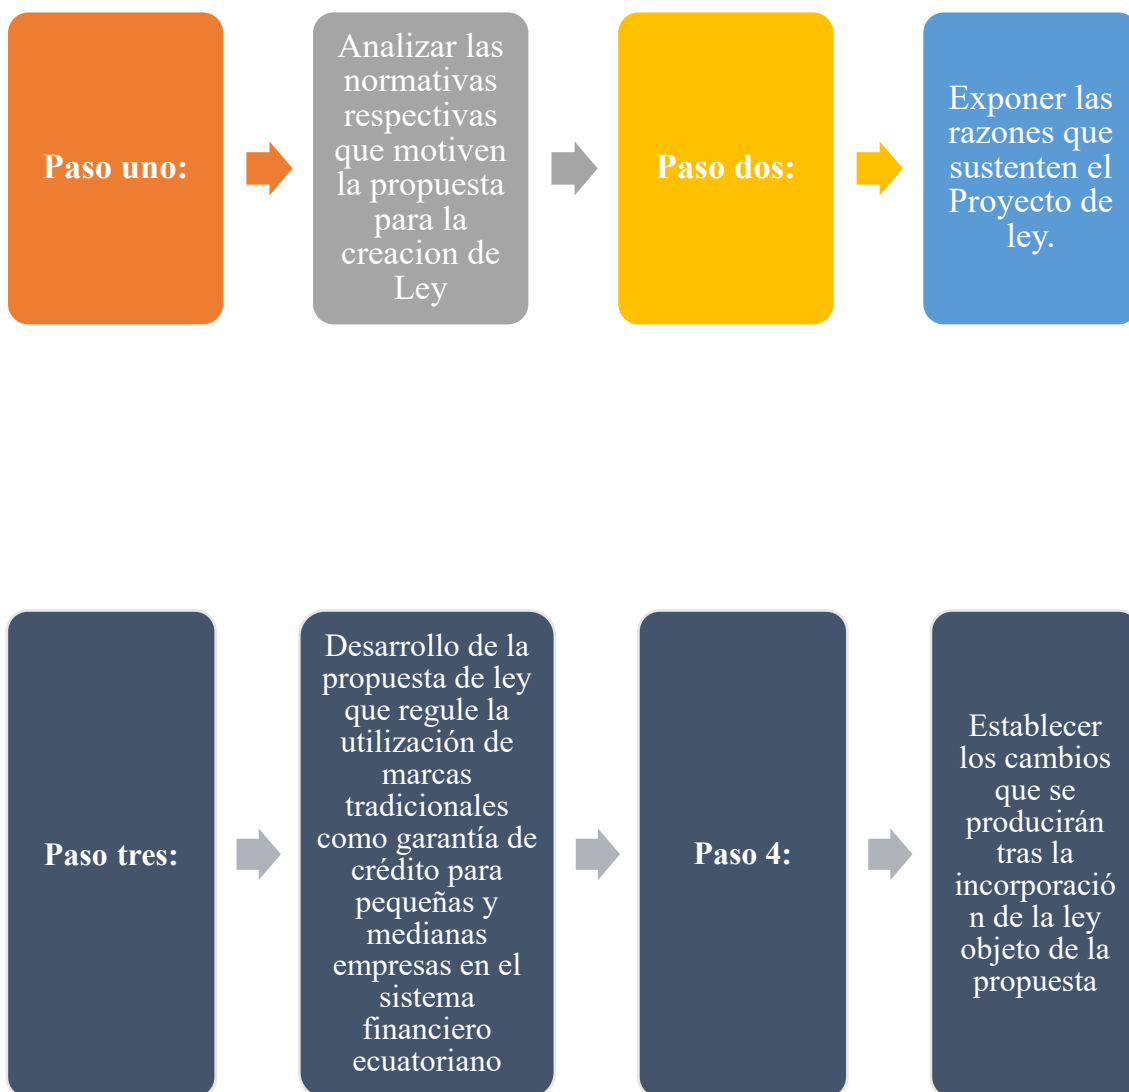 Paso uno:
Analizar las
normativas
respectivas
que motiven
la propuesta
para la
creacion de
Ley
Paso dos:
Exponer las
razones que
sustenten el
Proyecto de
ley.
Paso tres:
Desarrollo de la
propuesta de ley
que regule la
utilización de
marcas
tradicionales
como garantía de
crédito para
pequeñas y
medianas
empresas en el
sistema
financiero
ecuatoriano
Paso 4:
Establecer
los cambios
que se
producirán
tras la
incorporació
n de la ley
objeto de la
propuesta